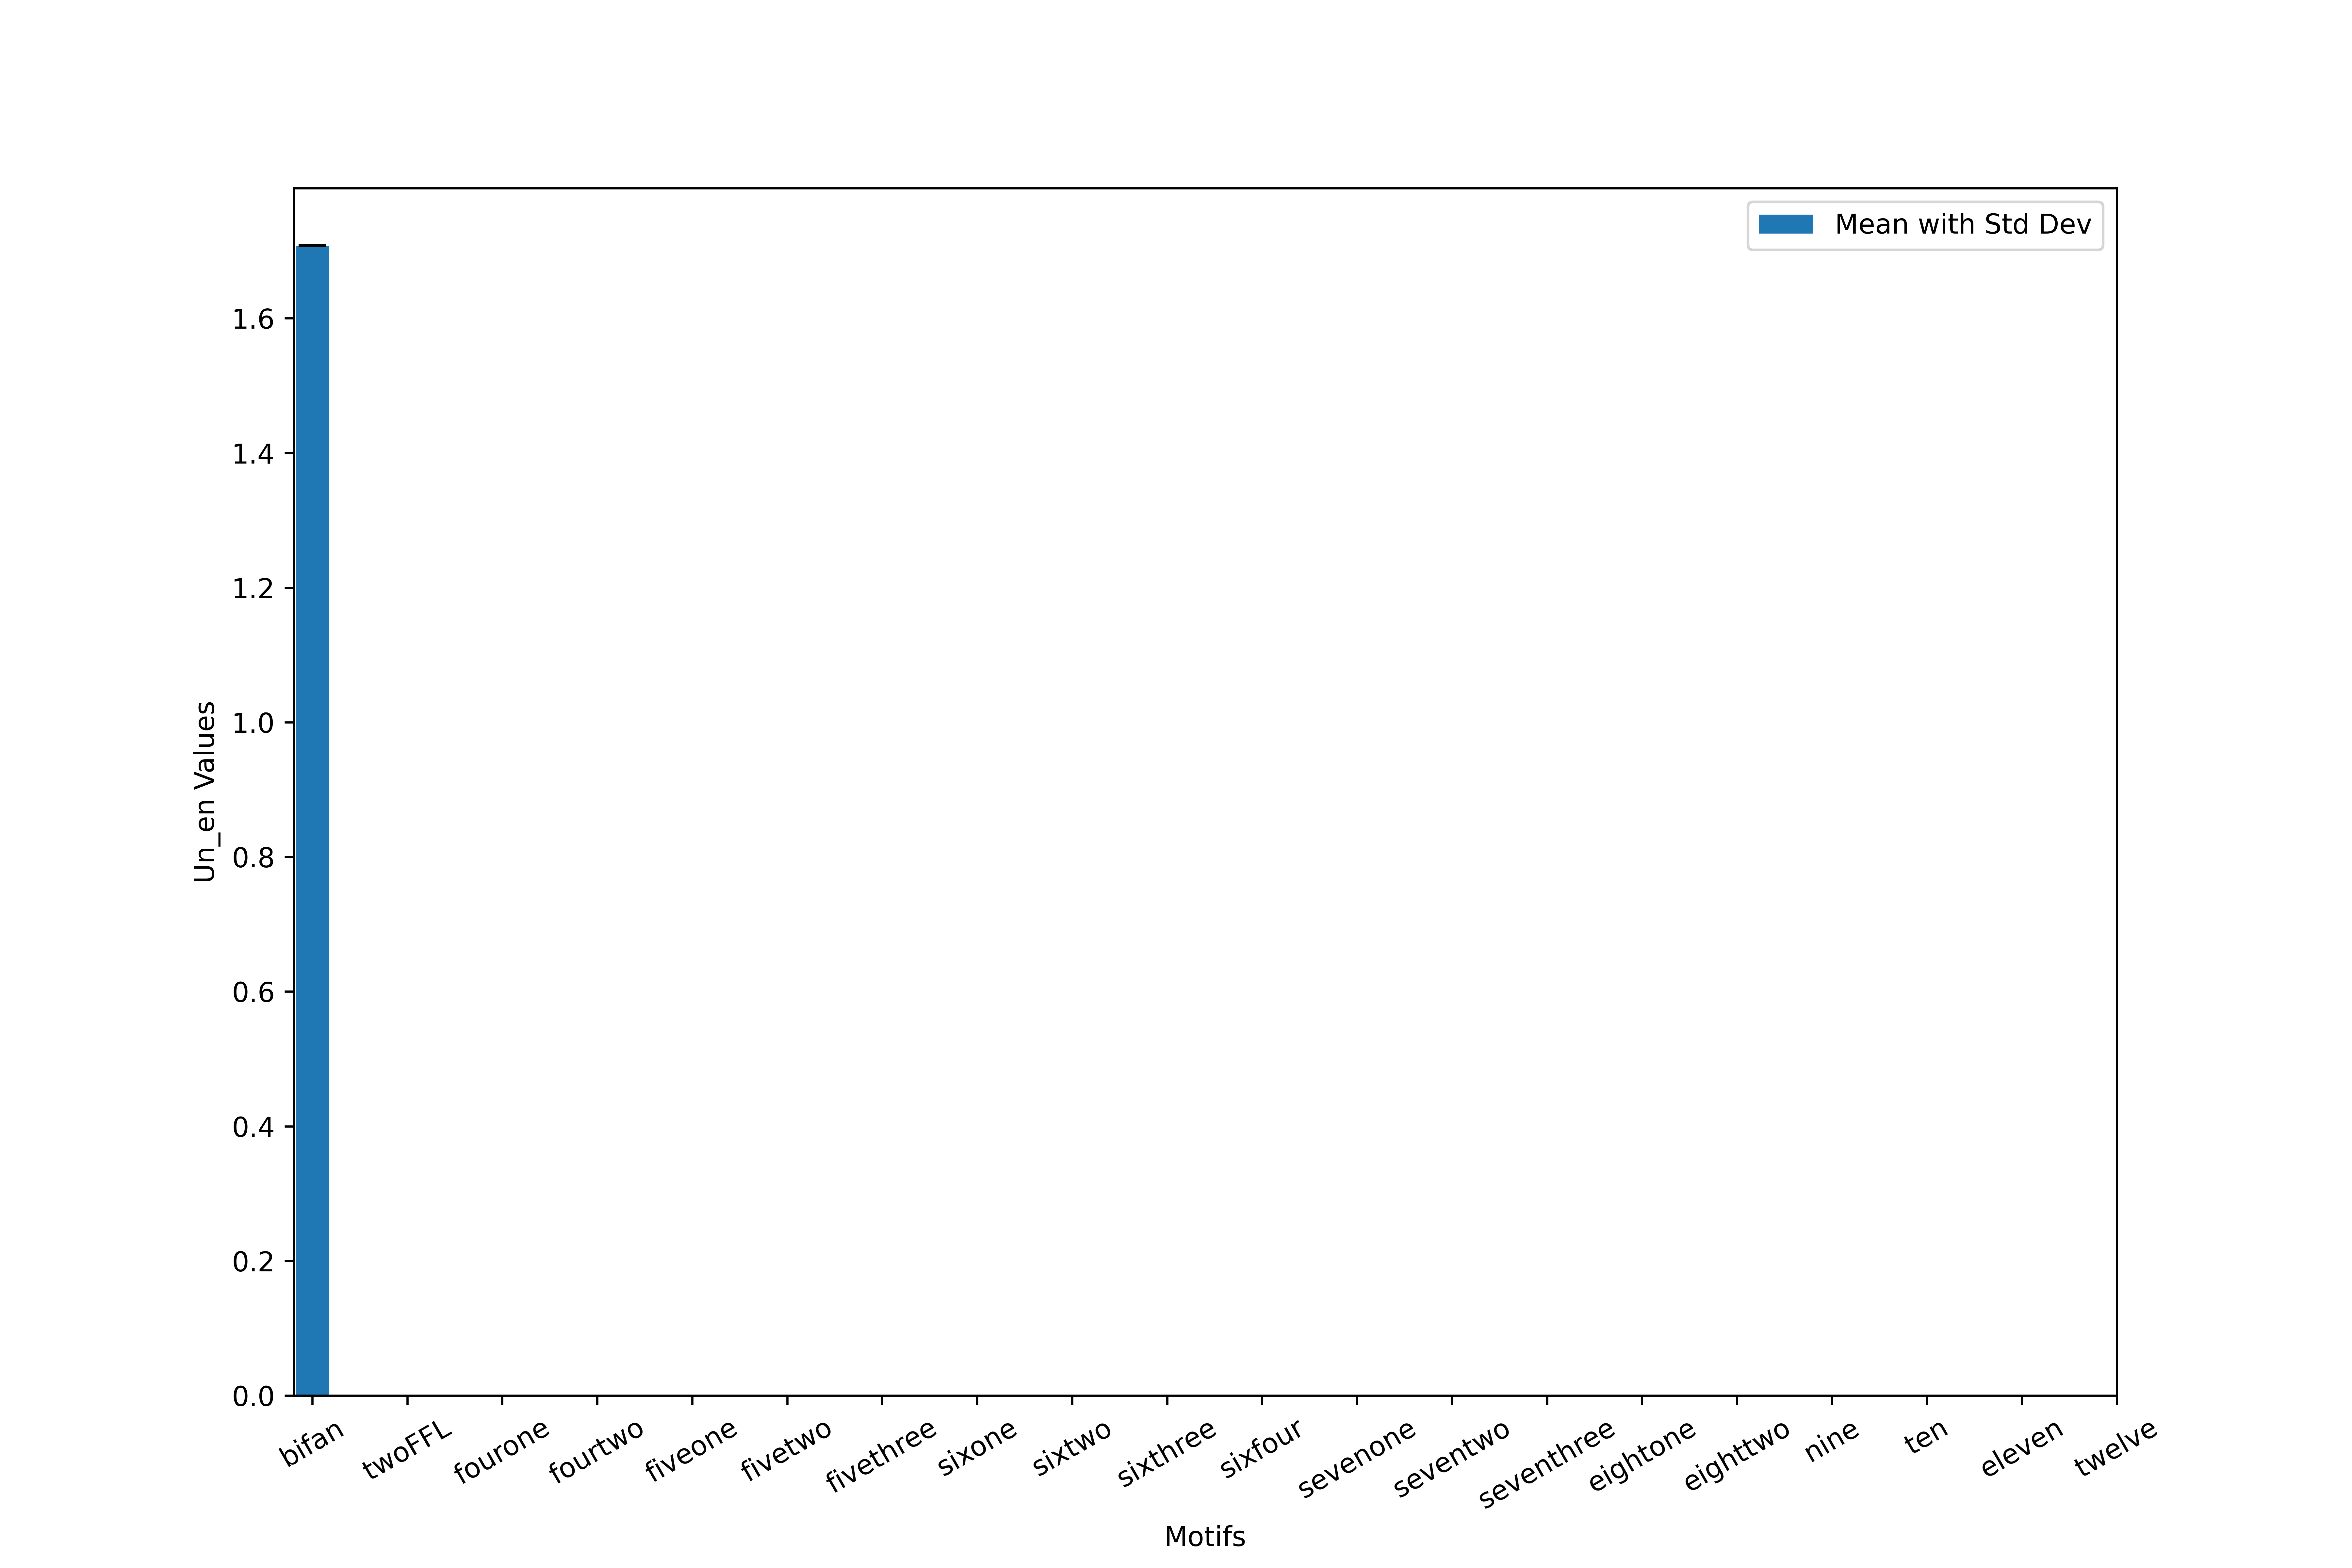 Mean with Std Dev
1.6
1.4
1.2
1.0
0.8
0.6
0.4
0.2
0.0
Un_en Values
bifan
twoFFL
fourone
fourtwo
fiveone
fivetwo
fivethree
sixone
sixtwo
sixthree
sixfour
sevenone
seventwo
seventhree
eightone
eighttwo
nine
ten
eleven
twelve
Motifs